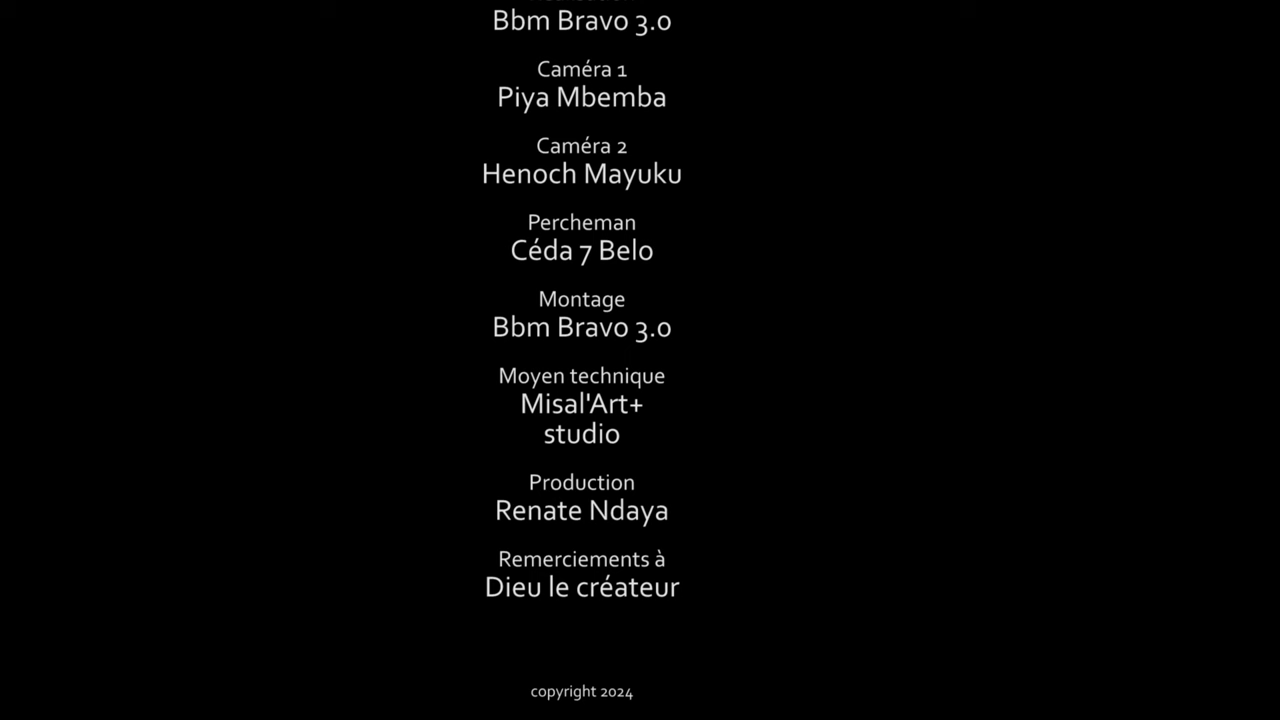 Bbm Bravo 3.0
Caméra 1
Piya Mbemba
Caméra 2
Henoch Mayuku
Percheman
Céda 7 Belo
Montage
Bbm Bravo 3.0
Moyen technique
Misal'Art+
studio
Production
Renate Ndaya
Remerciements à
Dieu le créateur
copyright 2024